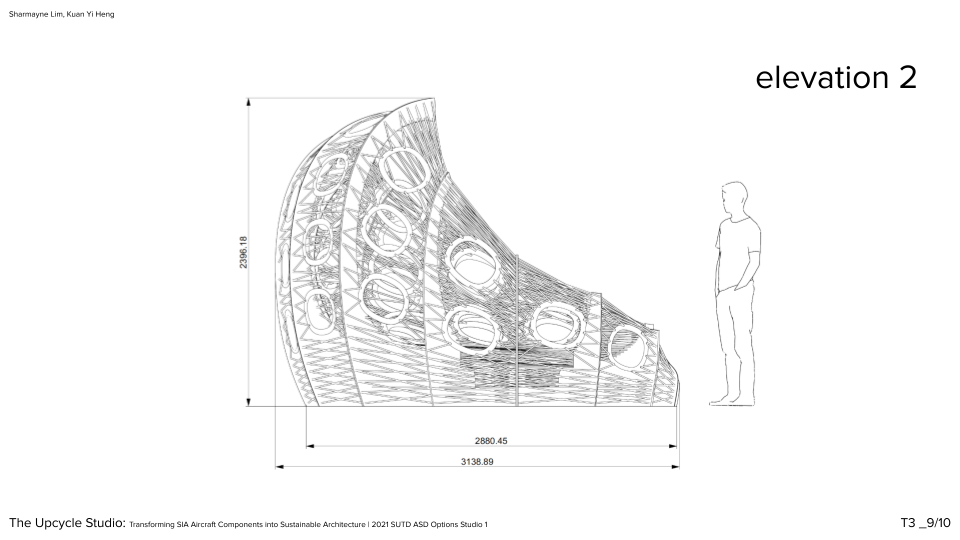 Sharmayne Lim, Kuan Yi Heng
elevation 2
2396.18
2880.45
3138.89
The Upcycle Studio: Transforming SIA Aircraft Components into Sustainable Architecture | 2021 SUTD ASD Options Studio 1
T3 _9/10